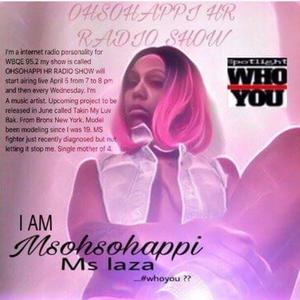 OHSOHAPPI HR
RADIO SHOW
I'm a internet radio personality for
WBQE 95.2 my show is called
OHSOHAPPI HR RADIO SHOW will
start airing live April 5 from 7 to 8 pm
and then every Wednesday. I'm
A music artist. Upcoming project to be
released in June called Takin My Luv
Bak. From Bronx New York. Model
been modeling since I was 19. MS
fighter just recently diagnosed but not
letting it stop me. Single mother of 4.
Spotlight
WHO
YOU
I AM
Msohsohappi
Ms laza
...#whoyou ??